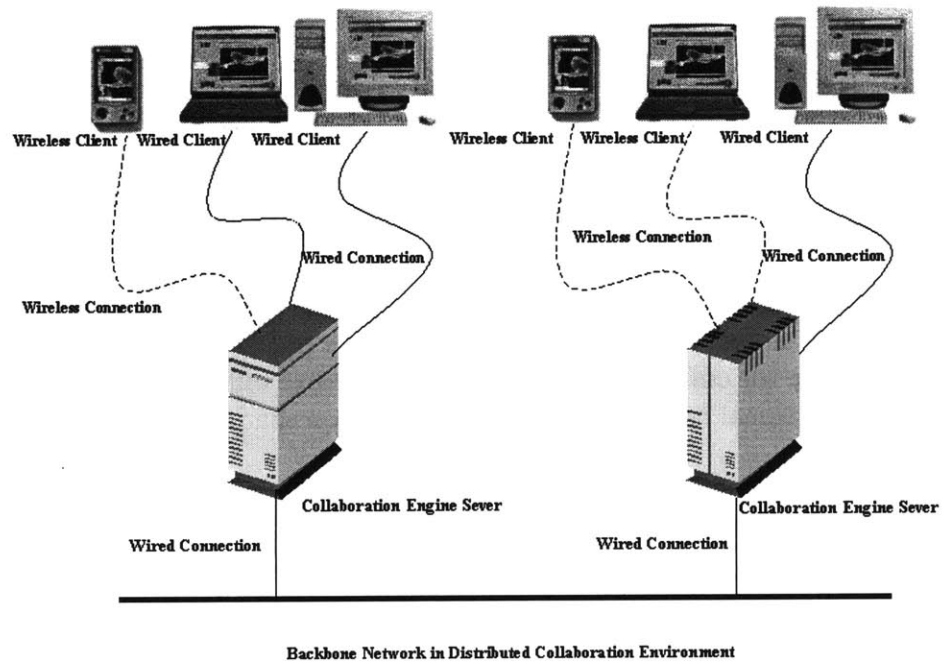 Wireless Client Wired Client Wired Client
Wireless Client Wireless Client Wired Client
Wired Connection
Wireless Connection
Wireless Connection
Wired Connection
Collaboration Engine Sever
Collaboration Engine Sever
Wired Connection
Wired Connection
Backbone Network in Distributed Collaboration Environment